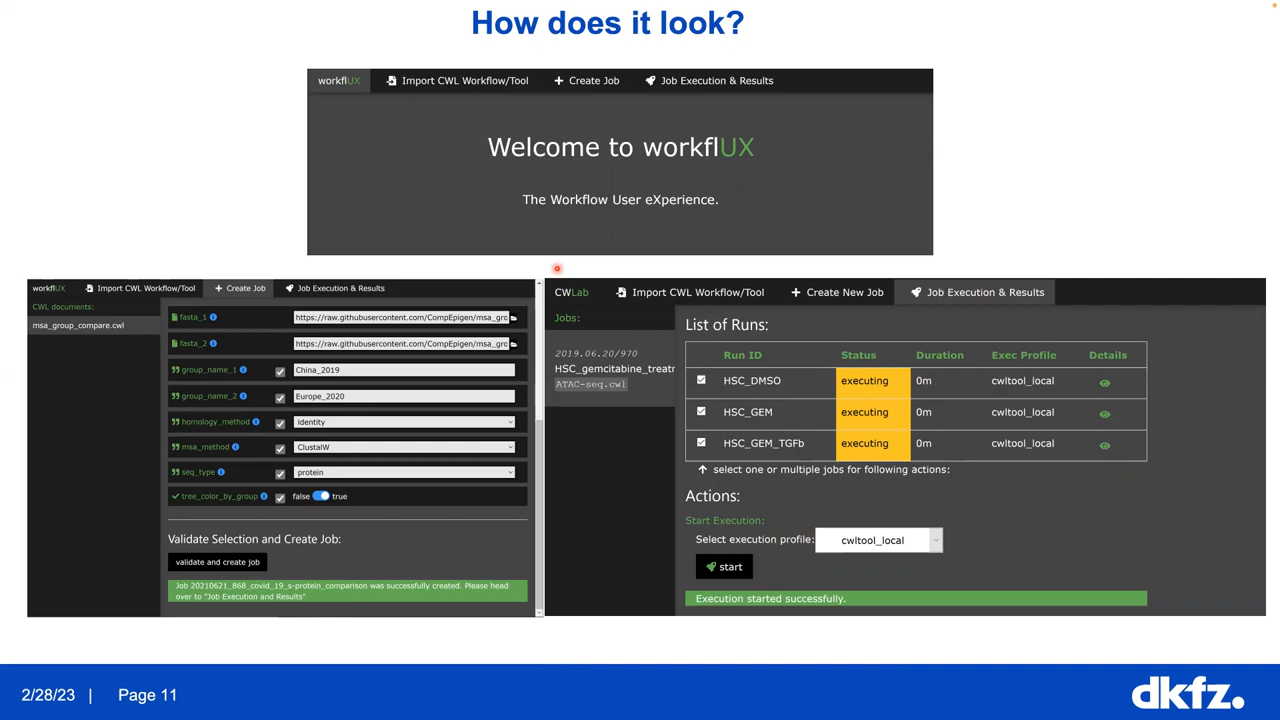 How does it look?
workflUX Import CWL Workflow/Tool Create Job Job Execution & Results
Welcome to workflUX
The Workflow User eXperience.
workflUX Import CWL Workflow/Tool Create Job Job Execution & Results
CWL documents:
msa_group_compare.cwl
fasta_1 https://raw.githubusercontent.com/CompEpigen/msa_gro
fasta_2 https://raw.githubusercontent.com/CompEpigen/msa_gro
group_name_1 China_2019
group_name_2 Europe_2020
homology_method identity
msa_method ClustalW
seq_type protein
tree_color_by_group false true
Validate Selection and Create Job:
validate and create job
Job 20210621_868_covid_19_s-protein_comparison was successfully created. Please head
over to "Job Execution and Results"
CWLab Import CWL Workflow/Tool Create New Job Job Execution & Results
Jobs:
2019.06.20/970
HSC_gemcitabine_treatm
ATAC-seq.cwl
List of Runs:
Run ID Status Duration Exec Profile Details
HSC_DMSO executing 0m cwltool_local
HSC_GEM executing 0m cwltool_local
HSC_GEM_TGFb executing 0m cwltool_local
select one or multiple jobs for following actions:
Actions:
Start Execution:
Select execution profile: cwltool_local
start
Execution started successfully.
2/28/23 | Page 11
dkfz.